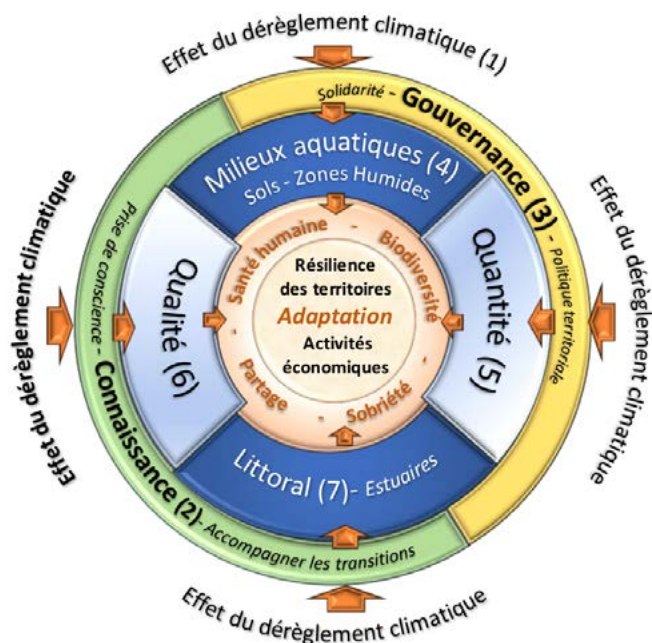 Effet du dérèglement climatique (1)
Solidarité - Gouvernance (3) - Politique territoriale
Effet du dérèglement climatique
Effet du dérèglement climatique
Effet du dérèglement climatique
Prise de conscience - Connaissance (2) - Accompagner les transitions
Milieux aquatiques (4)
Sols - Zones Humides
Quantité (5)
Qualité (6)
Littoral (7) - Estuaires
Santé humaine - Biodiversité - Sobriété - Partage -
Résilience
des territoires
Adaptation
Activités
économiques